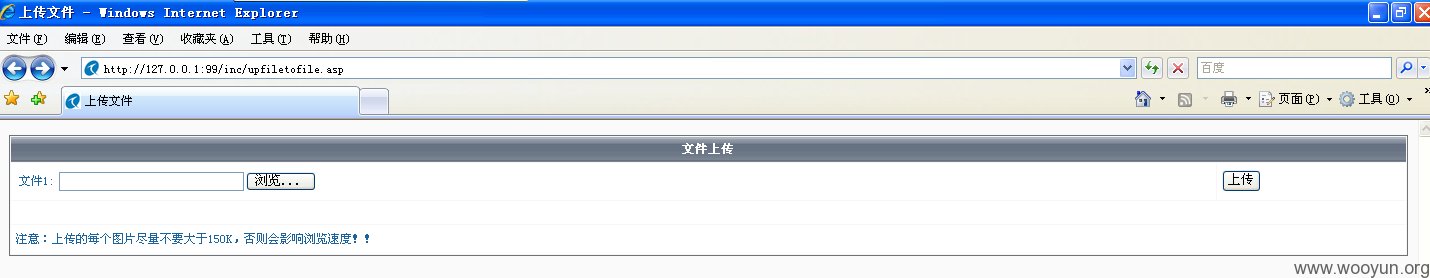 上传文件 - Windows Internet Explorer
文件(F) 编辑(E) 查看(V) 收藏夹(A) 工具(T) 帮助(H)
http://127.0.0.1:99/inc/upfiletofile.asp 百度
上传文件 页面(P) 工具(O)
文件上传
文件1: 浏览... 上传
注意：上传的每个图片尽量不要大于150K，否则会影响浏览速度！！
www.wooyun.org